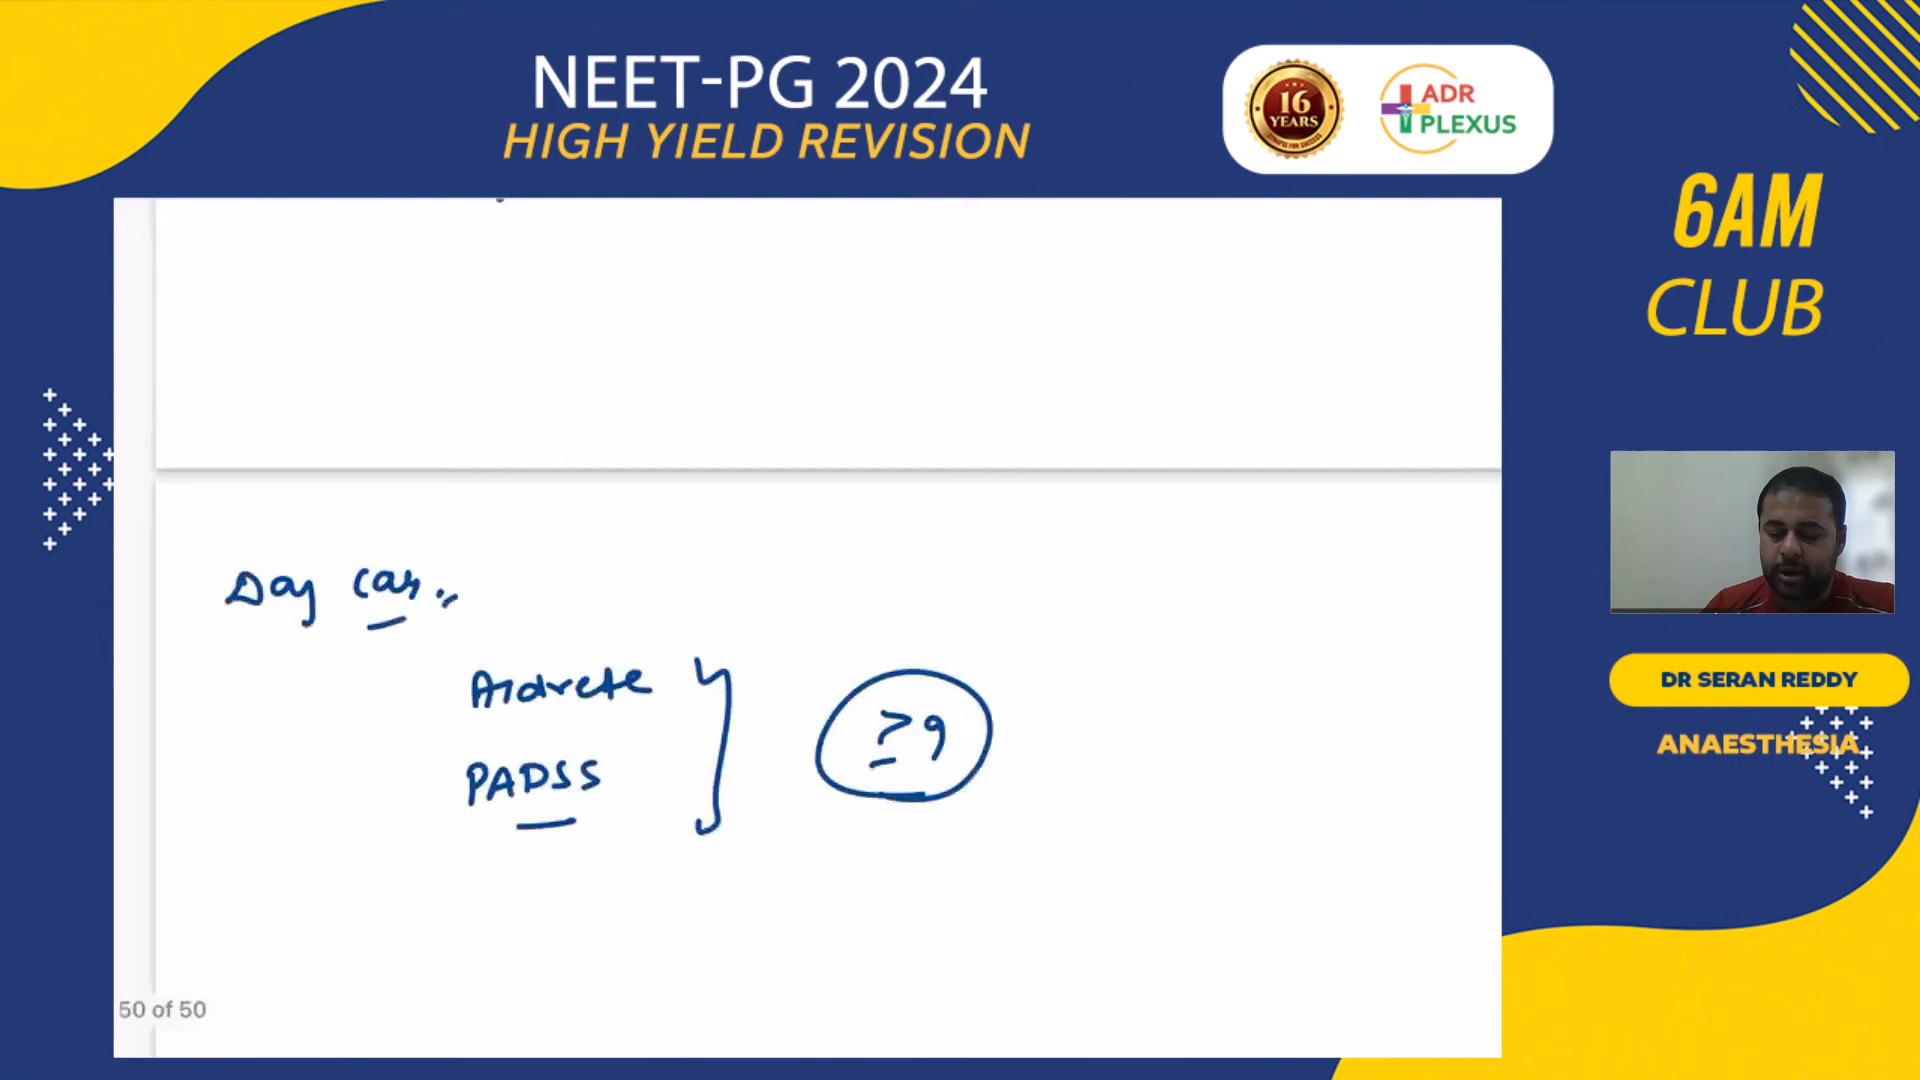 NEET-PG 2024
HIGH YIELD REVISION
16
YEARS
ADR
PLEXUS
6AM
CLUB
Day care
Aldrete
PADSS
≥9
DR SERAN REDDY
ANAESTHESIA
50 of 50